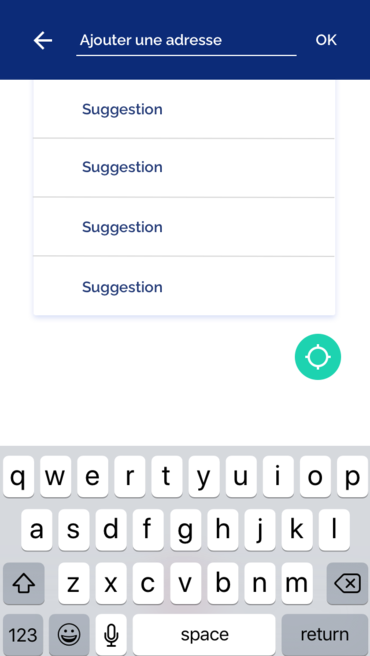 Ajouter une adresse OK
Suggestion
Suggestion
Suggestion
Suggestion
q w e r t y u i o p
a s d f g h j k l
z x c v b n m
123 space return